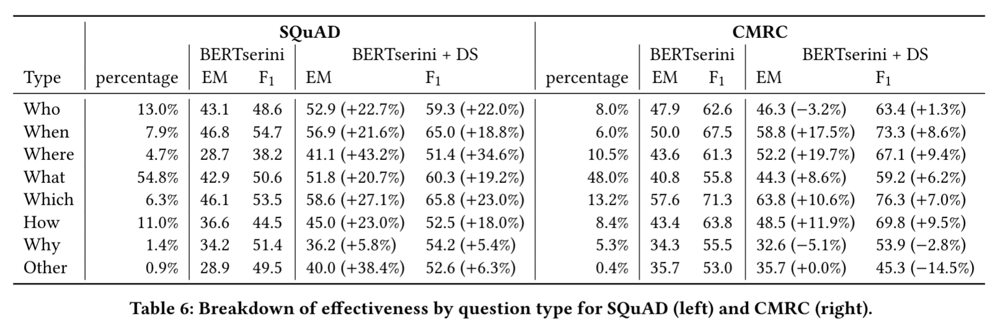 SQuAD CMRC
BERTserini BERTserini + DS BERTserini BERTserini + DS
Type percentage EM F1 EM F1 percentage EM F1 EM F1
Who 13.0% 43.1 48.6 52.9 (+22.7%) 59.3 (+22.0%) 8.0% 47.9 62.6 46.3 (−3.2%) 63.4 (+1.3%)
When 7.9% 46.8 54.7 56.9 (+21.6%) 65.0 (+18.8%) 6.0% 50.0 67.5 58.8 (+17.5%) 73.3 (+8.6%)
Where 4.7% 28.7 38.2 41.1 (+43.2%) 51.4 (+34.6%) 10.5% 43.6 61.3 52.2 (+19.7%) 67.1 (+9.4%)
What 54.8% 42.9 50.6 51.8 (+20.7%) 60.3 (+19.2%) 48.0% 40.8 55.8 44.3 (+8.6%) 59.2 (+6.2%)
Which 6.3% 46.1 53.5 58.6 (+27.1%) 65.8 (+23.0%) 13.2% 57.6 71.3 63.8 (+10.6%) 76.3 (+7.0%)
How 11.0% 36.6 44.5 45.0 (+23.0%) 52.5 (+18.0%) 8.4% 43.4 63.8 48.5 (+11.9%) 69.8 (+9.5%)
Why 1.4% 34.2 51.4 36.2 (+5.8%) 54.2 (+5.4%) 5.3% 34.3 55.5 32.6 (−5.1%) 53.9 (−2.8%)
Other 0.9% 28.9 49.5 40.0 (+38.4%) 52.6 (+6.3%) 0.4% 35.7 53.0 35.7 (+0.0%) 45.3 (−14.5%)
Table 6: Breakdown of effectiveness by question type for SQuAD (left) and CMRC (right).